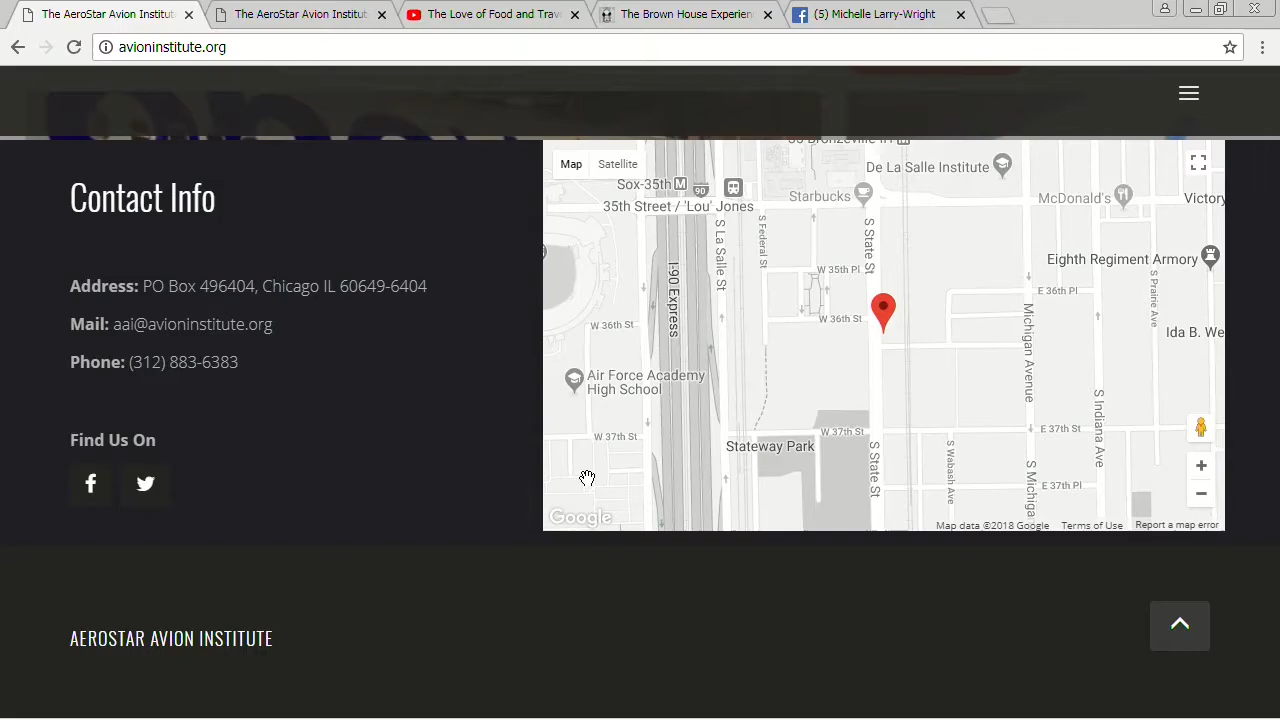 The AeroStar Avion Institut
The AeroStar Avion Institut
The Love of Food and Trav
The Brown House Experien
(5) Michelle Larry-Wright
avioninstitute.org
Contact Info
Address: PO Box 496404, Chicago IL 60649-6404
Mail: aai@avioninstitute.org
Phone: (312) 883-6383
Find Us On
Map
Satellite
De La Salle Institute
Sox-35th M
90
Starbucks
McDonald's
35th Street / 'Lou' Jones
Victory
S La Salle St
S Federal St
S State St
W 35th Pl
Eighth Regiment Armory
I-90 Express
E 36th Pl
S Prairie Ave
W 36th St
W 36th St
Michigan Avenue
Ida B. We
Air Force Academy
High School
S Indiana Ave
W 37th St
W 37th St
E 37th St
Stateway Park
S State St
S Wabash Ave
S Michiga
E 37th Pl
Google
Map data ©2018 Google
Terms of Use
Report a map error
AEROSTAR AVION INSTITUTE